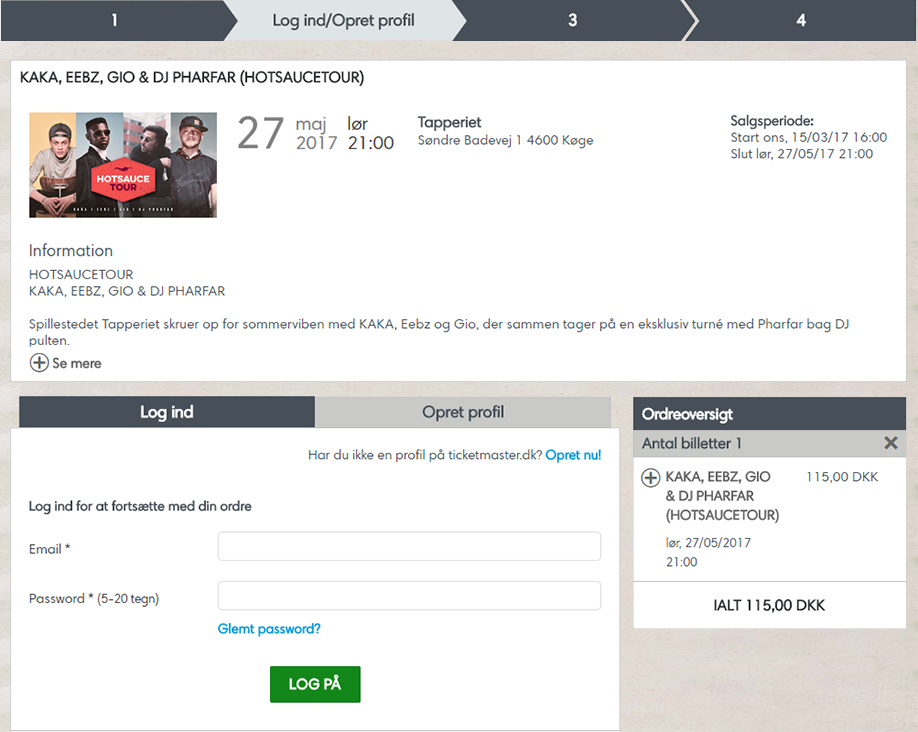 1
Log ind/Opret profil
3
4
KAKA, EEBZ, GIO & DJ PHARFAR (HOTSAUCETOUR)
HOTSAUCE
TOUR
KAKA | EEBZ | GIO | DJ PHARFAR
27
maj
2017
lør
21:00
Tapperiet
Søndre Badevej 1 4600 Køge
Salgsperiode:
Start ons, 15/03/17 16:00
Slut lør, 27/05/17 21:00
Information
HOTSAUCETOUR
KAKA, EEBZ, GIO & DJ PHARFAR
Spillestedet Tapperiet skruer op for sommerviben med KAKA, Eebz og Gio, der sammen tager på en eksklusiv turné med Pharfar bag DJ
pulten.
Se mere
Log ind
Opret profil
Har du ikke en profil på ticketmaster.dk? Opret nu!
Log ind for at fortsætte med din ordre
Email *
Password * (5-20 tegn)
Glemt password?
LOG PÅ
Ordreoversigt
Antal billetter 1
KAKA, EEBZ, GIO 115,00 DKK
& DJ PHARFAR
(HOTSAUCETOUR)
lør, 27/05/2017
21:00
IALT 115,00 DKK